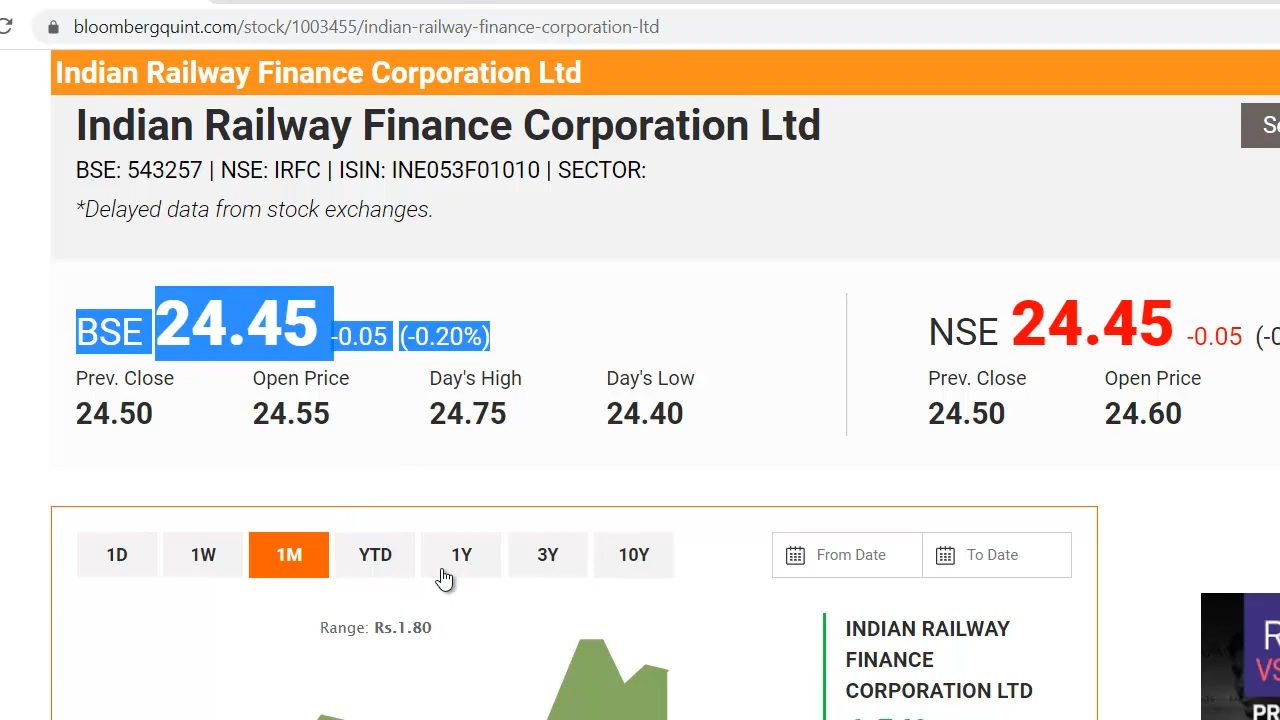 bloombergquint.com/stock/1003455/indian-railway-finance-corporation-ltd
Indian Railway Finance Corporation Ltd
Indian Railway Finance Corporation Ltd
BSE: 543257 | NSE: IRFC | ISIN: INE053F01010 | SECTOR:
*Delayed data from stock exchanges.
BSE 24.45 -0.05 (-0.20%)
Prev. Close Open Price Day's High Day's Low
24.50 24.55 24.75 24.40
NSE 24.45 -0.05
Prev. Close Open Price
24.50 24.60
1D 1W 1M YTD 1Y 3Y 10Y From Date To Date
Range: Rs.1.80
INDIAN RAILWAY
FINANCE
CORPORATION LTD